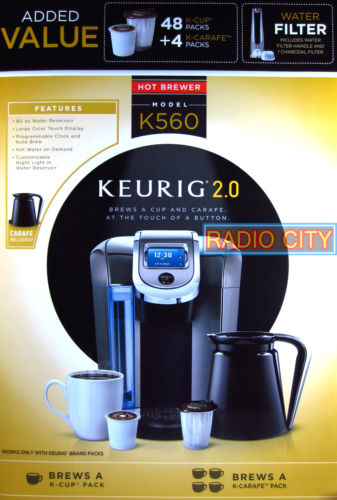 ADDED
VALUE
48 K-CUP® PACKS
+4 K-CARAFE™ PACKS
WATER
FILTER
INCLUDES WATER
FILTER HANDLE AND
1 CHARCOAL FILTER
HOT BREWER
MODEL
K560
FEATURES
• 80 oz Water Reservoir
• Large Color Touch Display
• Programmable Clock and
Auto Brew
• Hot Water on Demand
• Customizable
Night Light in
Water Reservoir
CARAFE
INCLUDED!
KEURIG® 2.0
BREWS A CUP AND CARAFE,
AT THE TOUCH OF A BUTTON.
RADIO CITY
12:30
WORKS ONLY WITH KEURIG® BRAND PACKS
BREWS A
K-CUP® PACK
BREWS A
K-CARAFE™ PACK